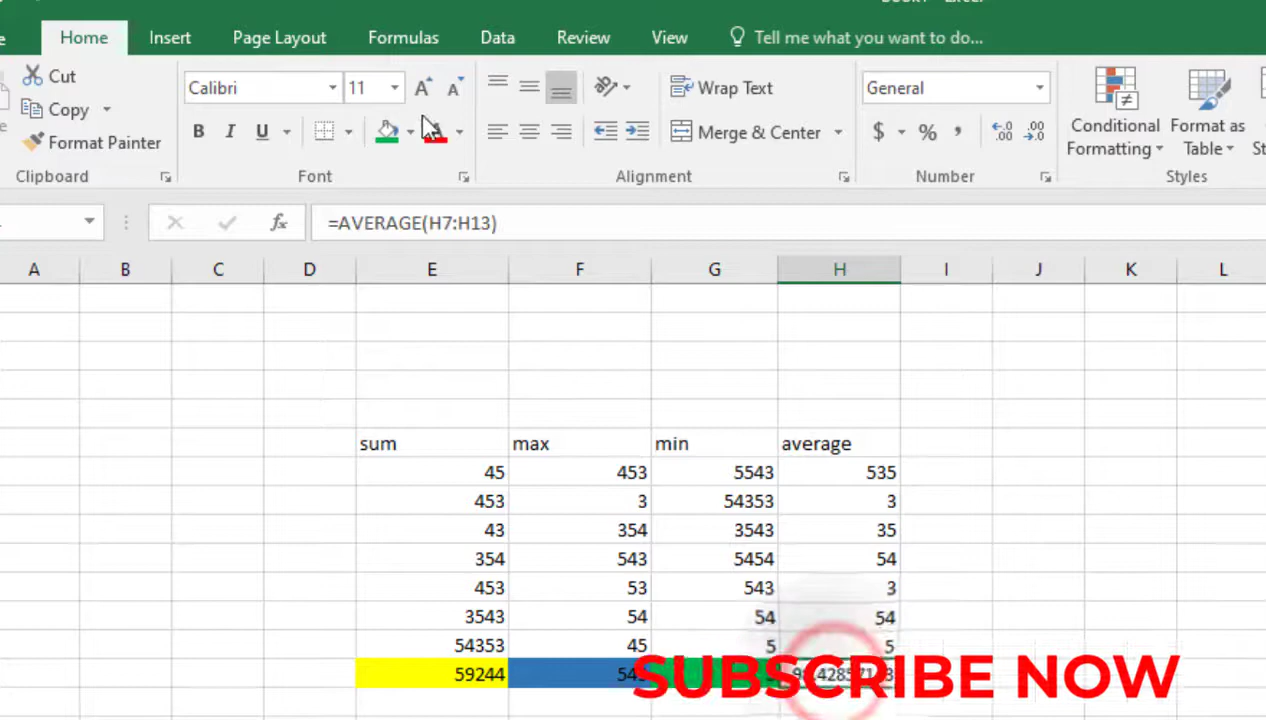 Home Insert Page Layout Formulas Data Review View Tell me what you want to do...
Cut
Copy
Format Painter
Clipboard
Calibri 11
B I U
Font
Wrap Text
Merge & Center
Alignment
General
$ %
Number
Conditional Formatting
Format as Table
Styles
fx =AVERAGE(H7:H13)
A B C D E F G H I J K L
sum max min average
45 453 5543 535
453 3 54353 3
43 354 3543 35
354 543 5454 54
453 53 543 3
3543 54 54 54
54353 45 5 5
59244
SUBSCRIBE NOW